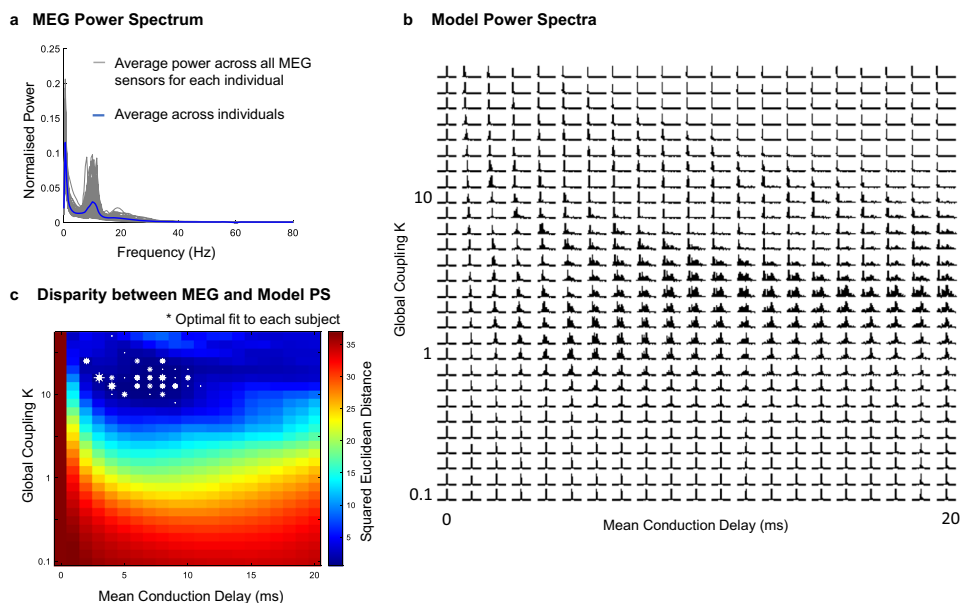 a MEG Power Spectrum
0.25
0.2
0.15
0.1
0.05
0
Normalised Power
Average power across all MEG
sensors for each individual
Average across individuals
0 20 40 60 80
Frequency (Hz)
b Model Power Spectra
10
1
0.1
Global Coupling K
0 20
Mean Conduction Delay (ms)
c Disparity between MEG and Model PS
* Optimal fit to each subject
10
1
0.1
Global Coupling K
0 5 10 15 20
Mean Conduction Delay (ms)
35
30
25
20
15
10
5
Squared Euclidean Distance